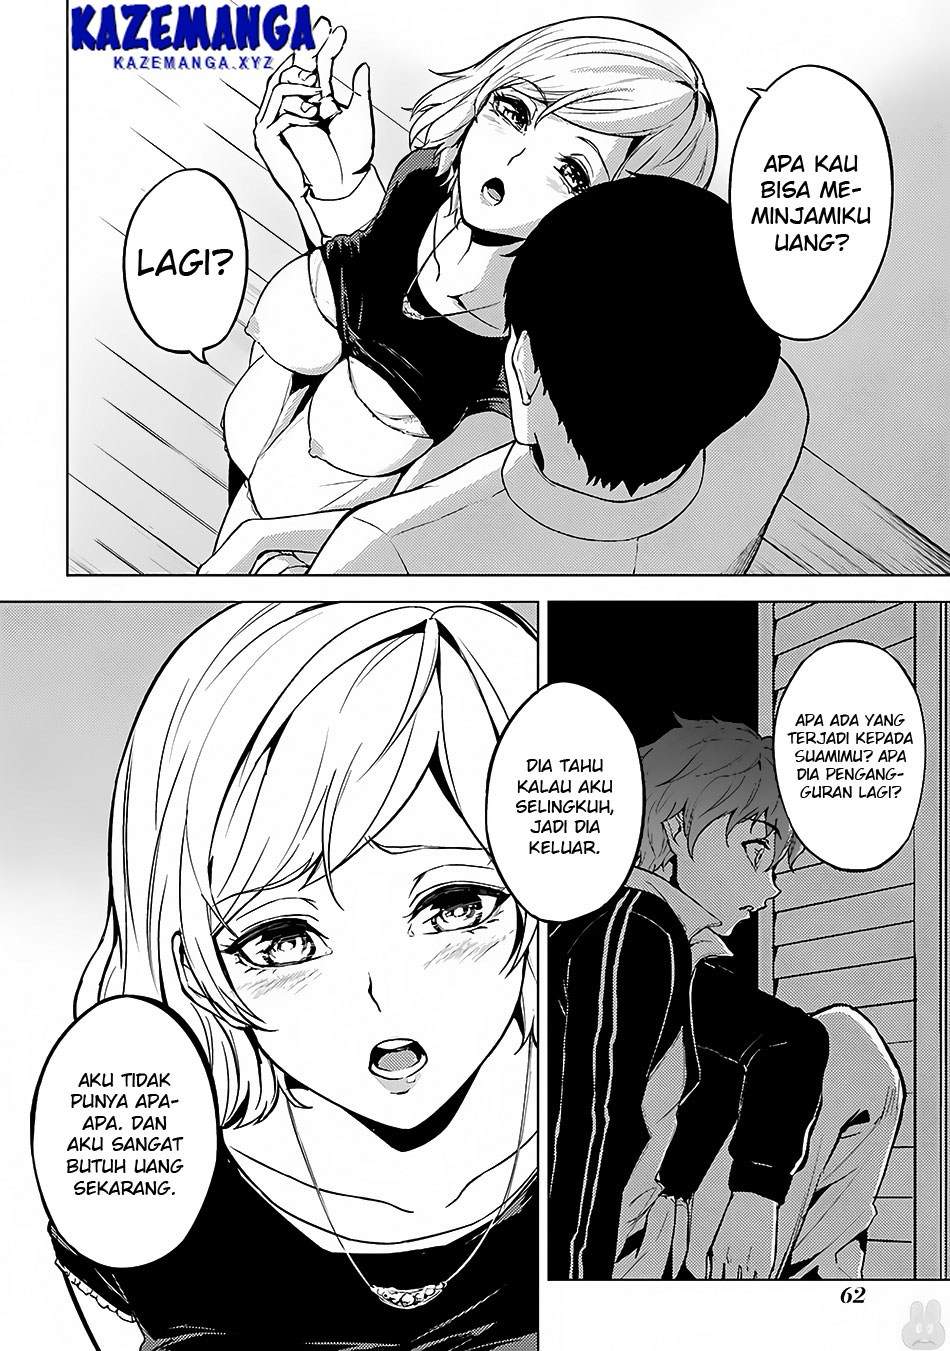 KAZEMANGA
KAZEMANGA.XYZ
APA KAU
BISA ME-
MINJAMIKU
UANG?
LAGI?
APA ADA YANG
TERJADI KEPADA
SUAMIMU? APA
DIA PENGANG-
GURAN LAGI?
DIA TAHU
KALAU AKU
SELINGKUH,
JADI DIA
KELUAR.
AKU TIDAK
PUNYA APA-
APA. DAN
AKU SANGAT
BUTUH UANG
SEKARANG.
62